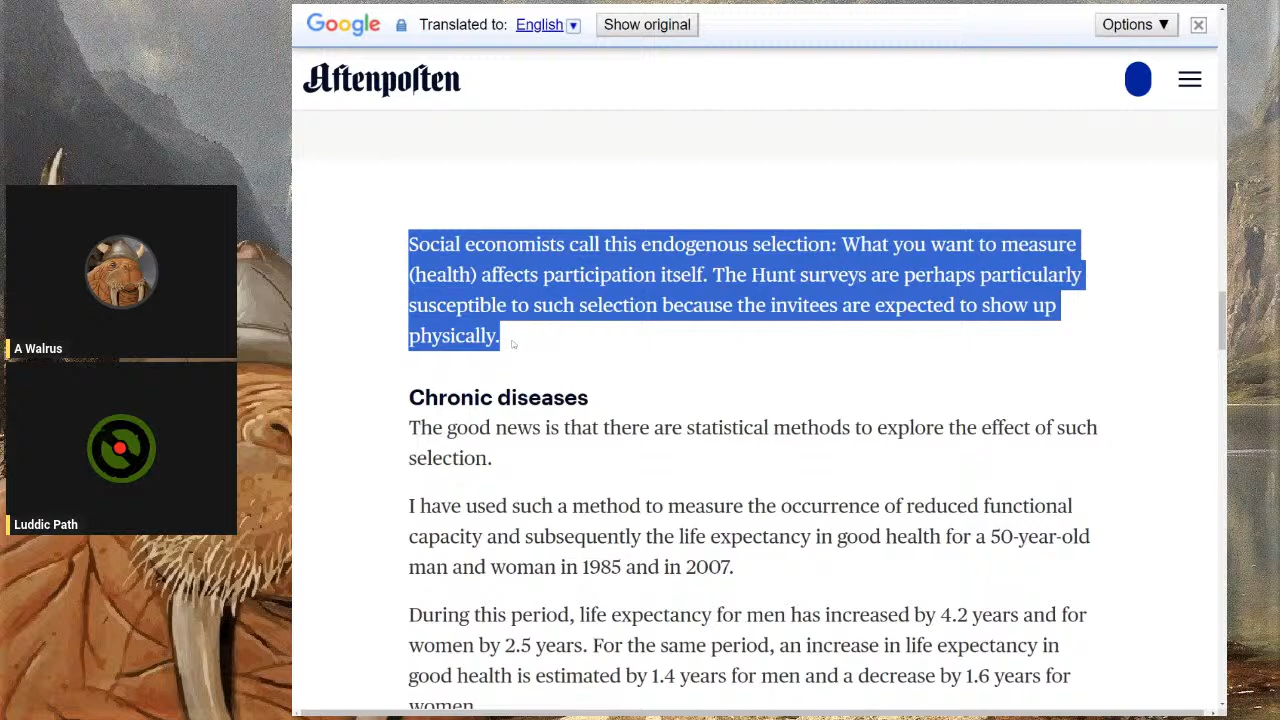 Google Translated to: English Show original Options ▼
Aftenposten
Social economists call this endogenous selection: What you want to measure
(health) affects participation itself. The Hunt surveys are perhaps particularly
susceptible to such selection because the invitees are expected to show up
physically.
A Walrus
Chronic diseases
The good news is that there are statistical methods to explore the effect of such
selection.
I have used such a method to measure the occurrence of reduced functional
capacity and subsequently the life expectancy in good health for a 50-year-old
man and woman in 1985 and in 2007.
Luddic Path
During this period, life expectancy for men has increased by 4.2 years and for
women by 2.5 years. For the same period, an increase in life expectancy in
good health is estimated by 1.4 years for men and a decrease by 1.6 years for
women.